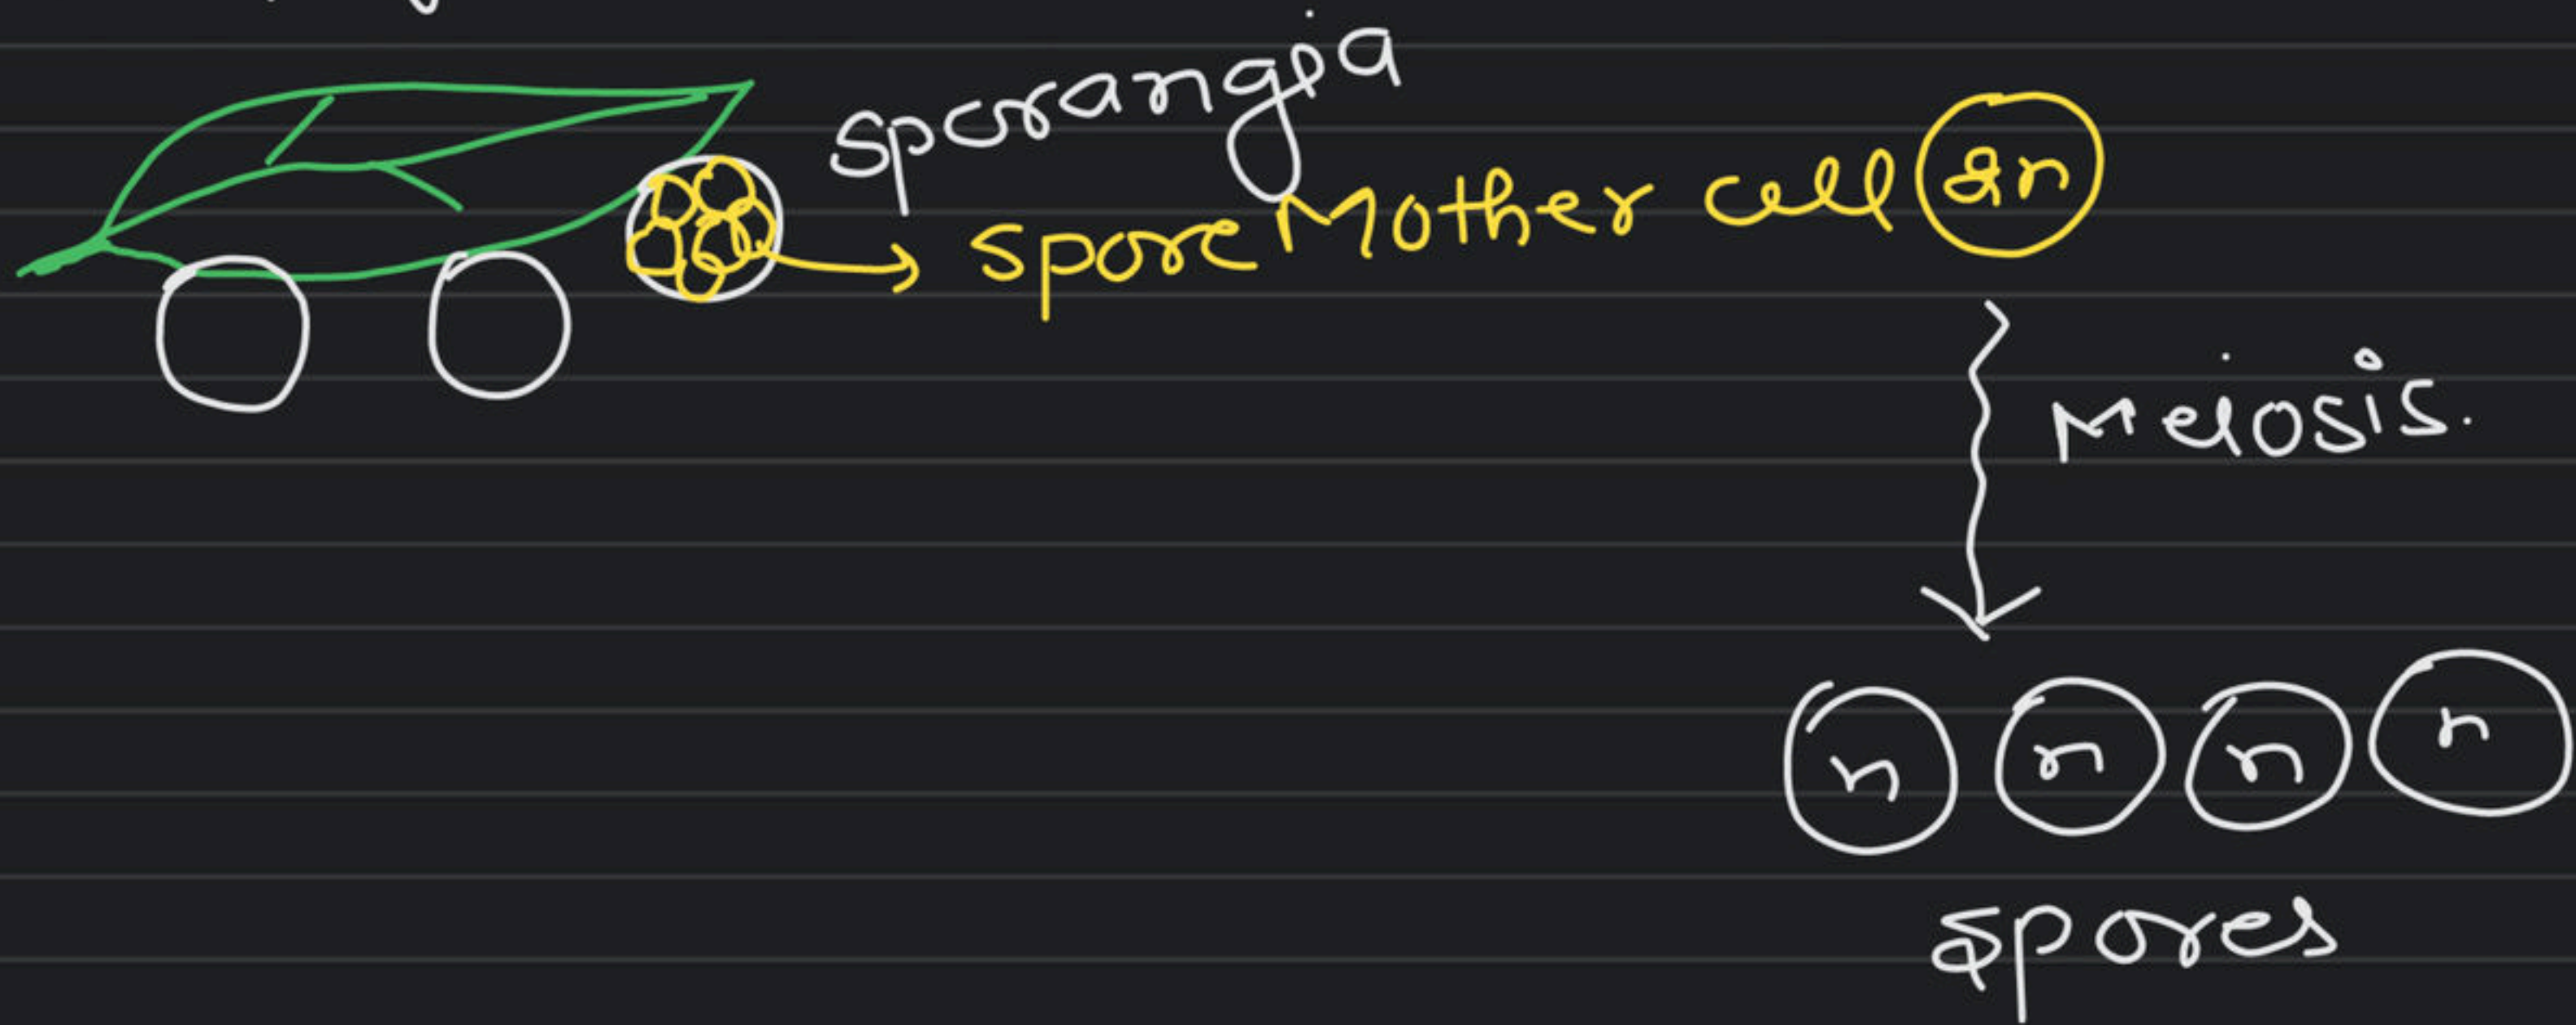 sporangia
spore Mother cell 2n
Meiosis.
n n n n
spores